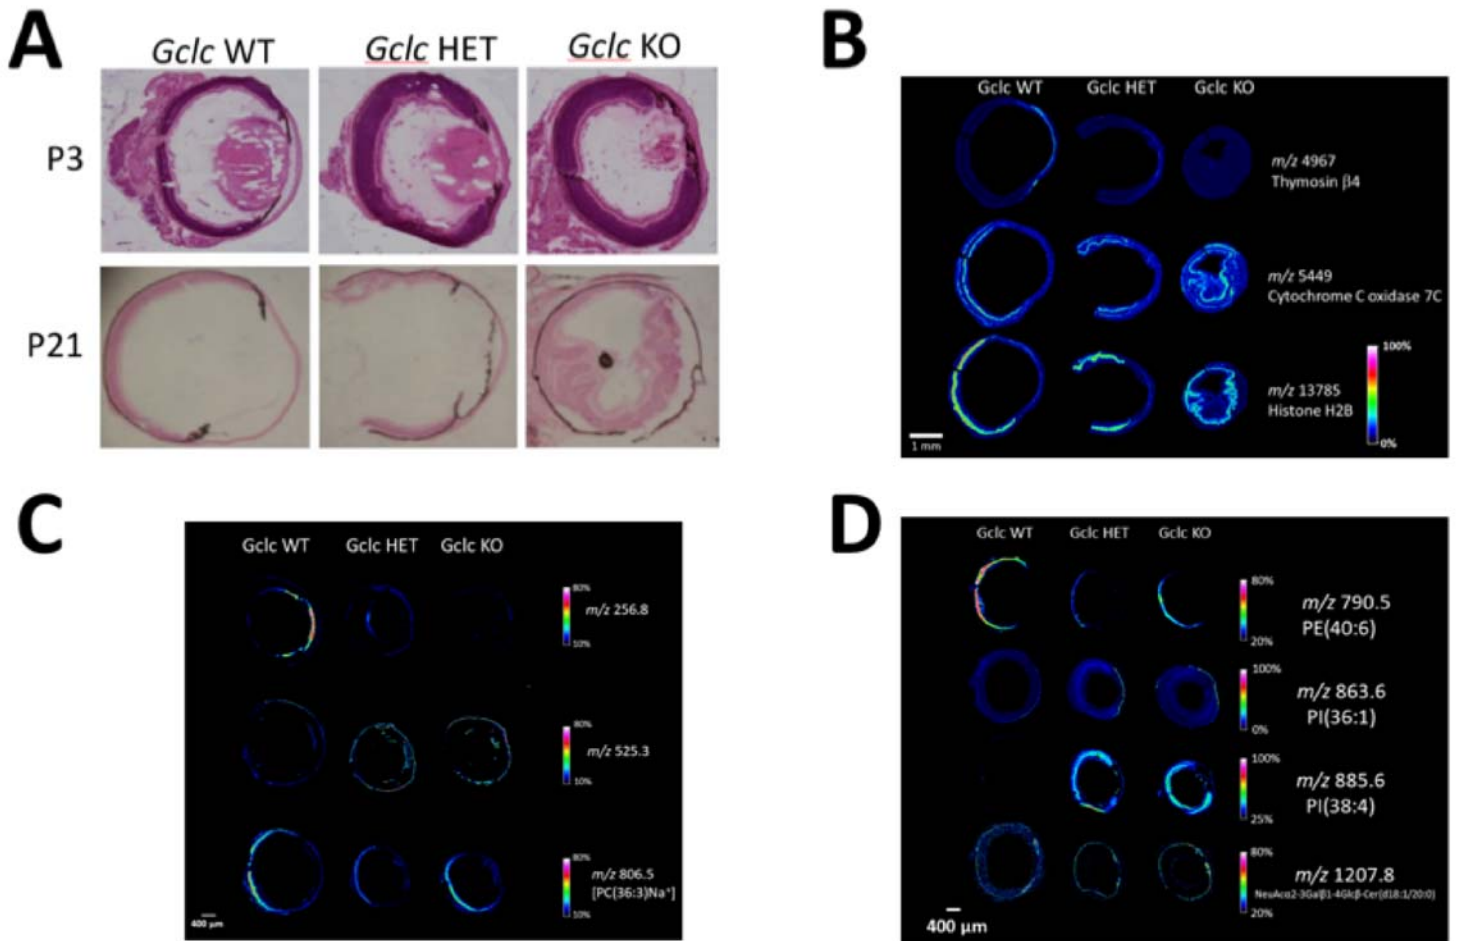 A
Gclc WT
Gclc HET
Gclc KO
P3
P21
B
Gclc WT
Gclc HET
Gclc KO
m/z 4967
Thymosin β4
m/z 5449
Cytochrome C oxidase 7C
100%
m/z 13785
Histone H2B
0%
1 mm
C
Gclc WT
Gclc HET
Gclc KO
80%
m/z 256.8
10%
80%
m/z 525.3
10%
80%
m/z 806.5
[PC(36:3)Na⁺]
10%
400 μm
D
Gclc WT
Gclc HET
Gclc KO
80%
m/z 790.5
PE(40:6)
20%
100%
m/z 863.6
PI(36:1)
0%
100%
m/z 885.6
PI(38:4)
25%
80%
m/z 1207.8
NeuAcα2-3Galβ1-4Glcβ-Cer(d18:1/20:0)
20%
400 μm